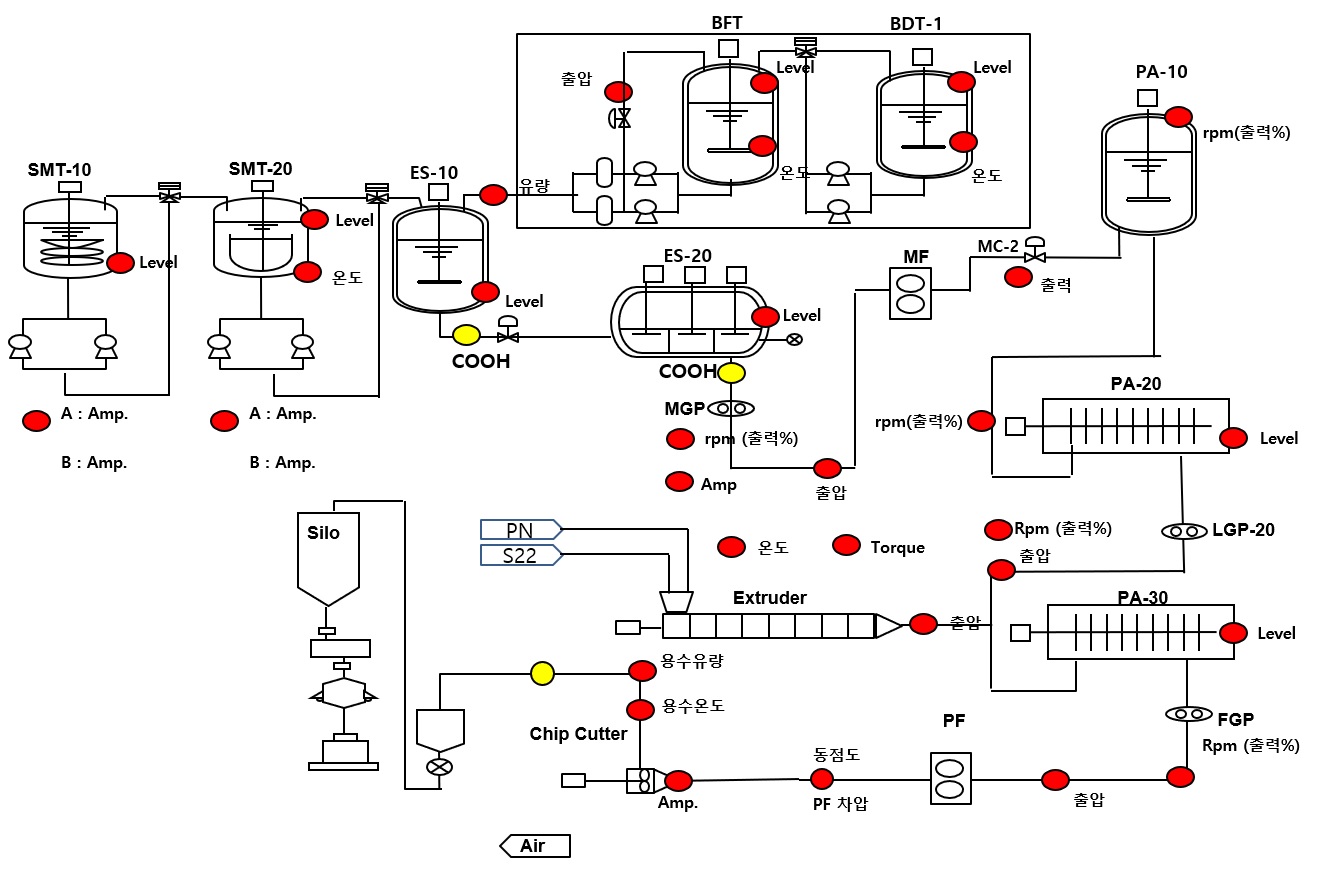 BFT
BDT-1
Level
Level
출압
PA-10
rpm(출력%)
온도
온도
SMT-10
SMT-20
ES-10
유량
Level
Level
온도
Level
COOH
ES-20
Level
COOH
MF
MC-2
출력
MGP
rpm (출력%)
Amp
출압
A : Amp.
B : Amp.
A : Amp.
B : Amp.
PA-20
rpm(출력%)
Level
LGP-20
Rpm (출력%)
출압
Silo
PN
S22
온도
Torque
Extruder
출압
PA-30
Level
용수유량
용수온도
Chip Cutter
Amp.
동점도
PF 차압
PF
출압
FGP
Rpm (출력%)
Air